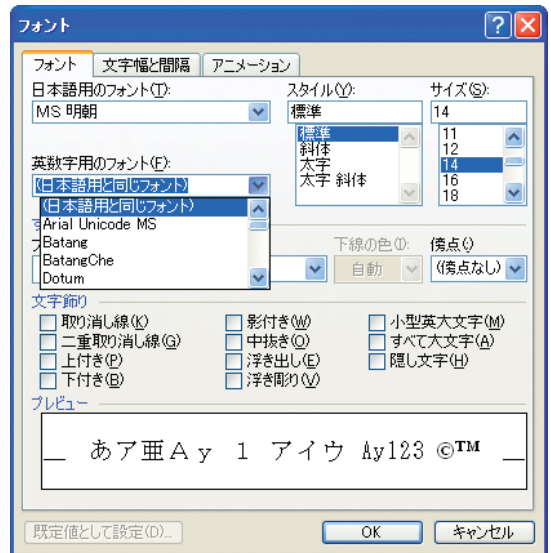 フォント
フォント 文字幅と間隔 アニメーション
日本語用のフォント(T): スタイル(Y): サイズ(S):
MS 明朝 標準 14
標準 11
斜体 12
太字 14
太字 斜体 16
18
英数字用のフォント(F):
(日本語用と同じフォント)
(日本語用と同じフォント)
Arial Unicode MS
Batang
BatangChe
Dotum
下線の色(I): 傍点(·)
自動 (傍点なし)
文字飾り
取り消し線(K) 影付き(W) 小型英大文字(M)
二重取り消し線(G) 中抜き(O) すべて大文字(A)
上付き(P) 浮き出し(E) 隠し文字(H)
下付き(B) 浮き彫り(V)
プレビュー
あア亜Ay 1 アイウ Ay123 ©™
既定値として設定(D)... OK キャンセル